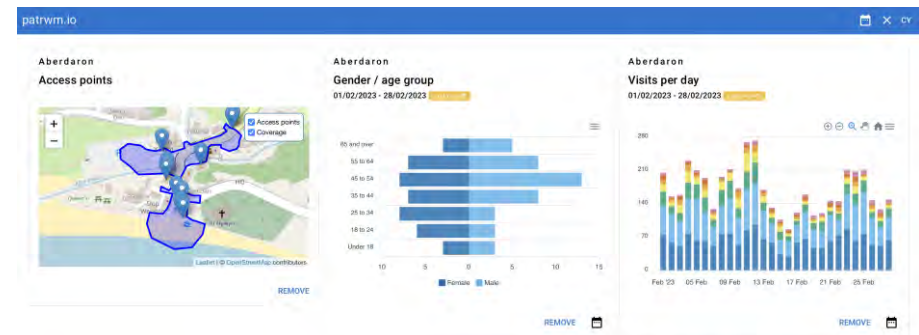 patrwm.io
CY
Aberdaron
Access points
+
−
Access points
Coverage
Leaflet | © OpenStreetMap contributors
REMOVE
Aberdaron
Gender / age group
01/02/2023 - 28/02/2023
65 and over
55 to 64
45 to 54
35 to 44
25 to 34
18 to 24
Under 18
10 5 0 5 10 15
Female Male
REMOVE
Aberdaron
Visits per day
01/02/2023 - 28/02/2023
280
210
140
70
0
Feb '23 05 Feb 09 Feb 13 Feb 17 Feb 21 Feb 25 Feb
REMOVE